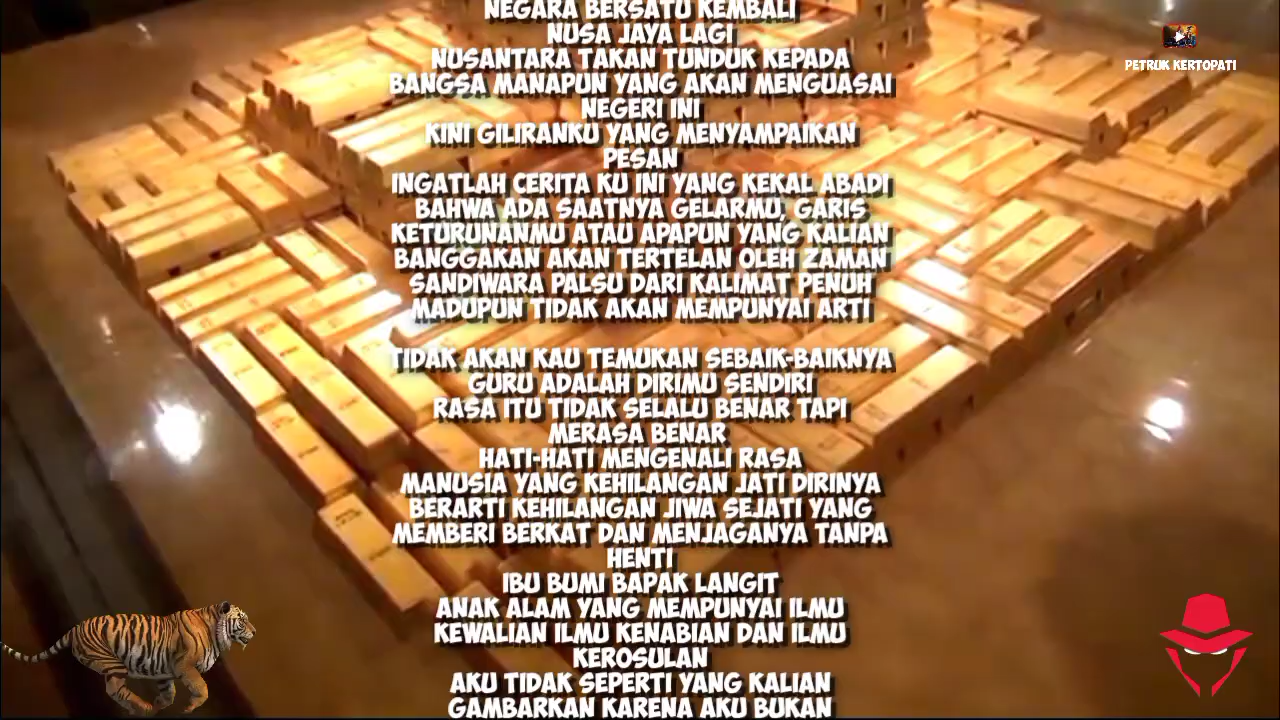 NEGARA BERSATU KEMBALI
NUSA JAYA LAGI
NUSANTARA TAKAN TUNDUK KEPADA
BANGSA MANAPUN YANG AKAN MENGUASAI
NEGERI INI
KINI GILIRANKU YANG MENYAMPAIKAN
PESAN
INGATLAH CERITA KU INI YANG KEKAL ABADI
BAHWA ADA SAATNYA GELARMU, GARIS
KETURUNANMU ATAU APAPUN YANG KALIAN
BANGGAKAN AKAN TERTELAN OLEH ZAMAN
SANDIWARA PALSU DARI KALIMAT PENUH
MADUPUN TIDAK AKAN MEMPUNYAI ARTI
TIDAK AKAN KAU TEMUKAN SEBAIK-BAIKNYA
GURU ADALAH DIRIMU SENDIRI
RASA ITU TIDAK SELALU BENAR TAPI
MERASA BENAR
HATI-HATI MENGENALI RASA
MANUSIA YANG KEHILANGAN JATI DIRINYA
BERARTI KEHILANGAN JIWA SEJATI YANG
MEMBERI BERKAT DAN MENJAGANYA TANPA
HENTI
IBU BUMI BAPAK LANGIT
ANAK ALAM YANG MEMPUNYAI ILMU
KEWALIAN ILMU KENABIAN DAN ILMU
KEROSULAN
AKU TIDAK SEPERTI YANG KALIAN
GAMBARKAN KARENA AKU BUKAN
PETRUK KERTOPATI